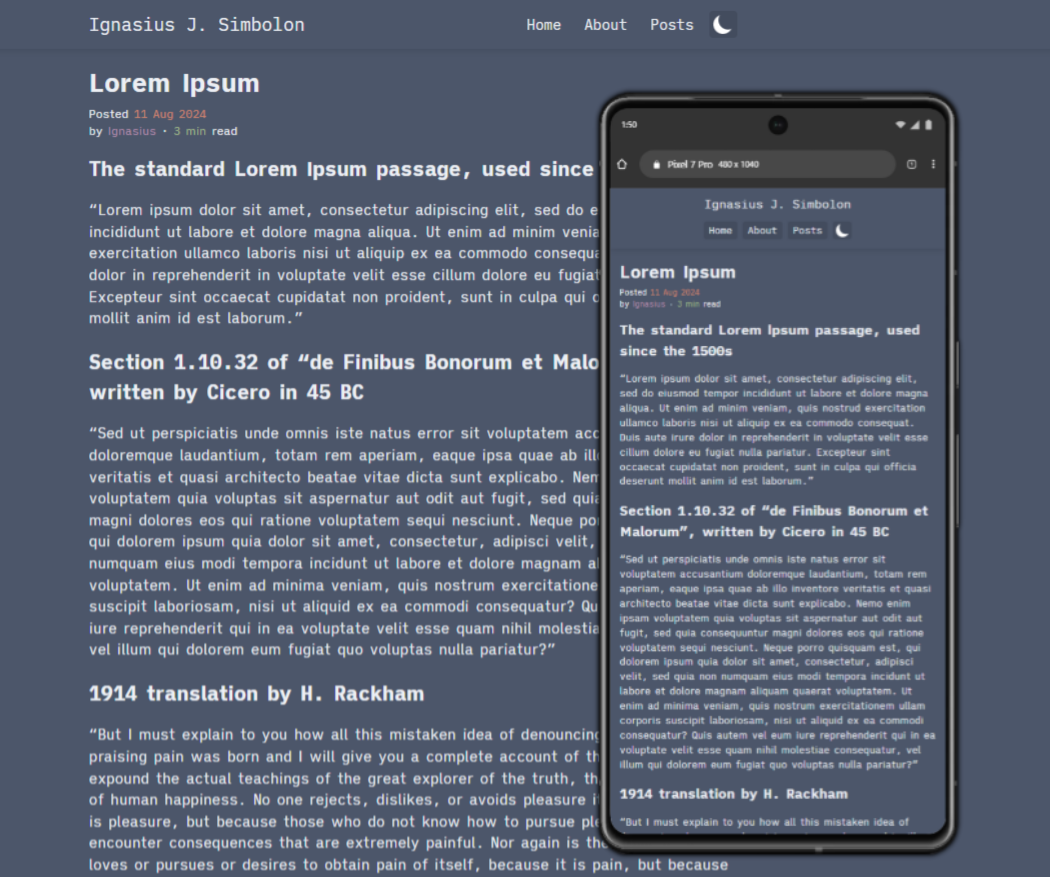 Ignasius J. Simbolon
Home About Posts
Lorem Ipsum
Posted 11 Aug 2024
by Ignasius · 3 min read
The standard Lorem Ipsum passage, used since
“Lorem ipsum dolor sit amet, consectetur adipiscing elit, sed do e
incididunt ut labore et dolore magna aliqua. Ut enim ad minim venia
exercitation ullamco laboris nisi ut aliquip ex ea commodo consequa
dolor in reprehenderit in voluptate velit esse cillum dolore eu fugiat
Excepteur sint occaecat cupidatat non proident, sunt in culpa qui o
mollit anim id est laborum.”
Section 1.10.32 of “de Finibus Bonorum et Malo
written by Cicero in 45 BC
“Sed ut perspiciatis unde omnis iste natus error sit voluptatem acc
doloremque laudantium, totam rem aperiam, eaque ipsa quae ab ill
veritatis et quasi architecto beatae vitae dicta sunt explicabo. Nem
voluptatem quia voluptas sit aspernatur aut odit aut fugit, sed quia
magni dolores eos qui ratione voluptatem sequi nesciunt. Neque po
qui dolorem ipsum quia dolor sit amet, consectetur, adipisci velit,
numquam eius modi tempora incidunt ut labore et dolore magnam al
voluptatem. Ut enim ad minima veniam, quis nostrum exercitatione
suscipit laboriosam, nisi ut aliquid ex ea commodi consequatur? Qu
iure reprehenderit qui in ea voluptate velit esse quam nihil molestia
vel illum qui dolorem eum fugiat quo voluptas nulla pariatur?”
1914 translation by H. Rackham
“But I must explain to you how all this mistaken idea of denouncing
praising pain was born and I will give you a complete account of th
expound the actual teachings of the great explorer of the truth, th
of human happiness. No one rejects, dislikes, or avoids pleasure i
is pleasure, but because those who do not know how to pursue ple
encounter consequences that are extremely painful. Nor again is th
loves or pursues or desires to obtain pain of itself, because it is pain, but because
1:50
Pixel 7 Pro 480 x 1040
Ignasius J. Simbolon
Home About Posts
Lorem Ipsum
Posted 11 Aug 2024
by Ignasius · 3 min read
The standard Lorem Ipsum passage, used
since the 1500s
“Lorem ipsum dolor sit amet, consectetur adipiscing elit,
sed do eiusmod tempor incididunt ut labore et dolore magna
aliqua. Ut enim ad minim veniam, quis nostrud exercitation
ullamco laboris nisi ut aliquip ex ea commodo consequat.
Duis aute irure dolor in reprehenderit in voluptate velit esse
cillum dolore eu fugiat nulla pariatur. Excepteur sint
occaecat cupidatat non proident, sunt in culpa qui officia
deserunt mollit anim id est laborum.”
Section 1.10.32 of “de Finibus Bonorum et
Malorum”, written by Cicero in 45 BC
“Sed ut perspiciatis unde omnis iste natus error sit
voluptatem accusantium doloremque laudantium, totam rem
aperiam, eaque ipsa quae ab illo inventore veritatis et quasi
architecto beatae vitae dicta sunt explicabo. Nemo enim
ipsam voluptatem quia voluptas sit aspernatur aut odit aut
fugit, sed quia consequuntur magni dolores eos qui ratione
voluptatem sequi nesciunt. Neque porro quisquam est, qui
dolorem ipsum quia dolor sit amet, consectetur, adipisci
velit, sed quia non numquam eius modi tempora incidunt ut
labore et dolore magnam aliquam quaerat voluptatem. Ut
enim ad minima veniam, quis nostrum exercitationem ullam
corporis suscipit laboriosam, nisi ut aliquid ex ea commodi
consequatur? Quis autem vel eum iure reprehenderit qui in ea
voluptate velit esse quam nihil molestiae consequatur, vel
illum qui dolorem eum fugiat quo voluptas nulla pariatur?”
1914 translation by H. Rackham
“But I must explain to you how all this mistaken idea of